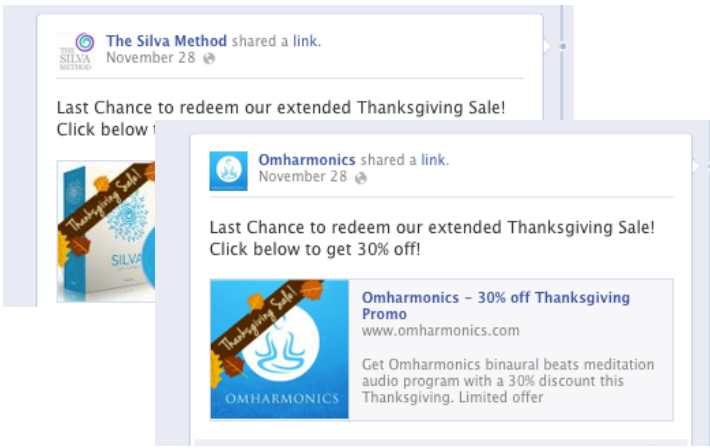 THE
SILVA
METHOD
The Silva Method shared a link.
November 28
Last Chance to redeem our extended Thanksgiving Sale!
Click below
Thanksgiving Sale!
SILVA
Omharmonics shared a link.
November 28
Last Chance to redeem our extended Thanksgiving Sale!
Click below to get 30% off!
Thanksgiving Sale!
OMHARMONICS
Omharmonics - 30% off Thanksgiving
Promo
www.omharmonics.com
Get Omharmonics binaural beats meditation
audio program with a 30% discount this
Thanksgiving. Limited offer